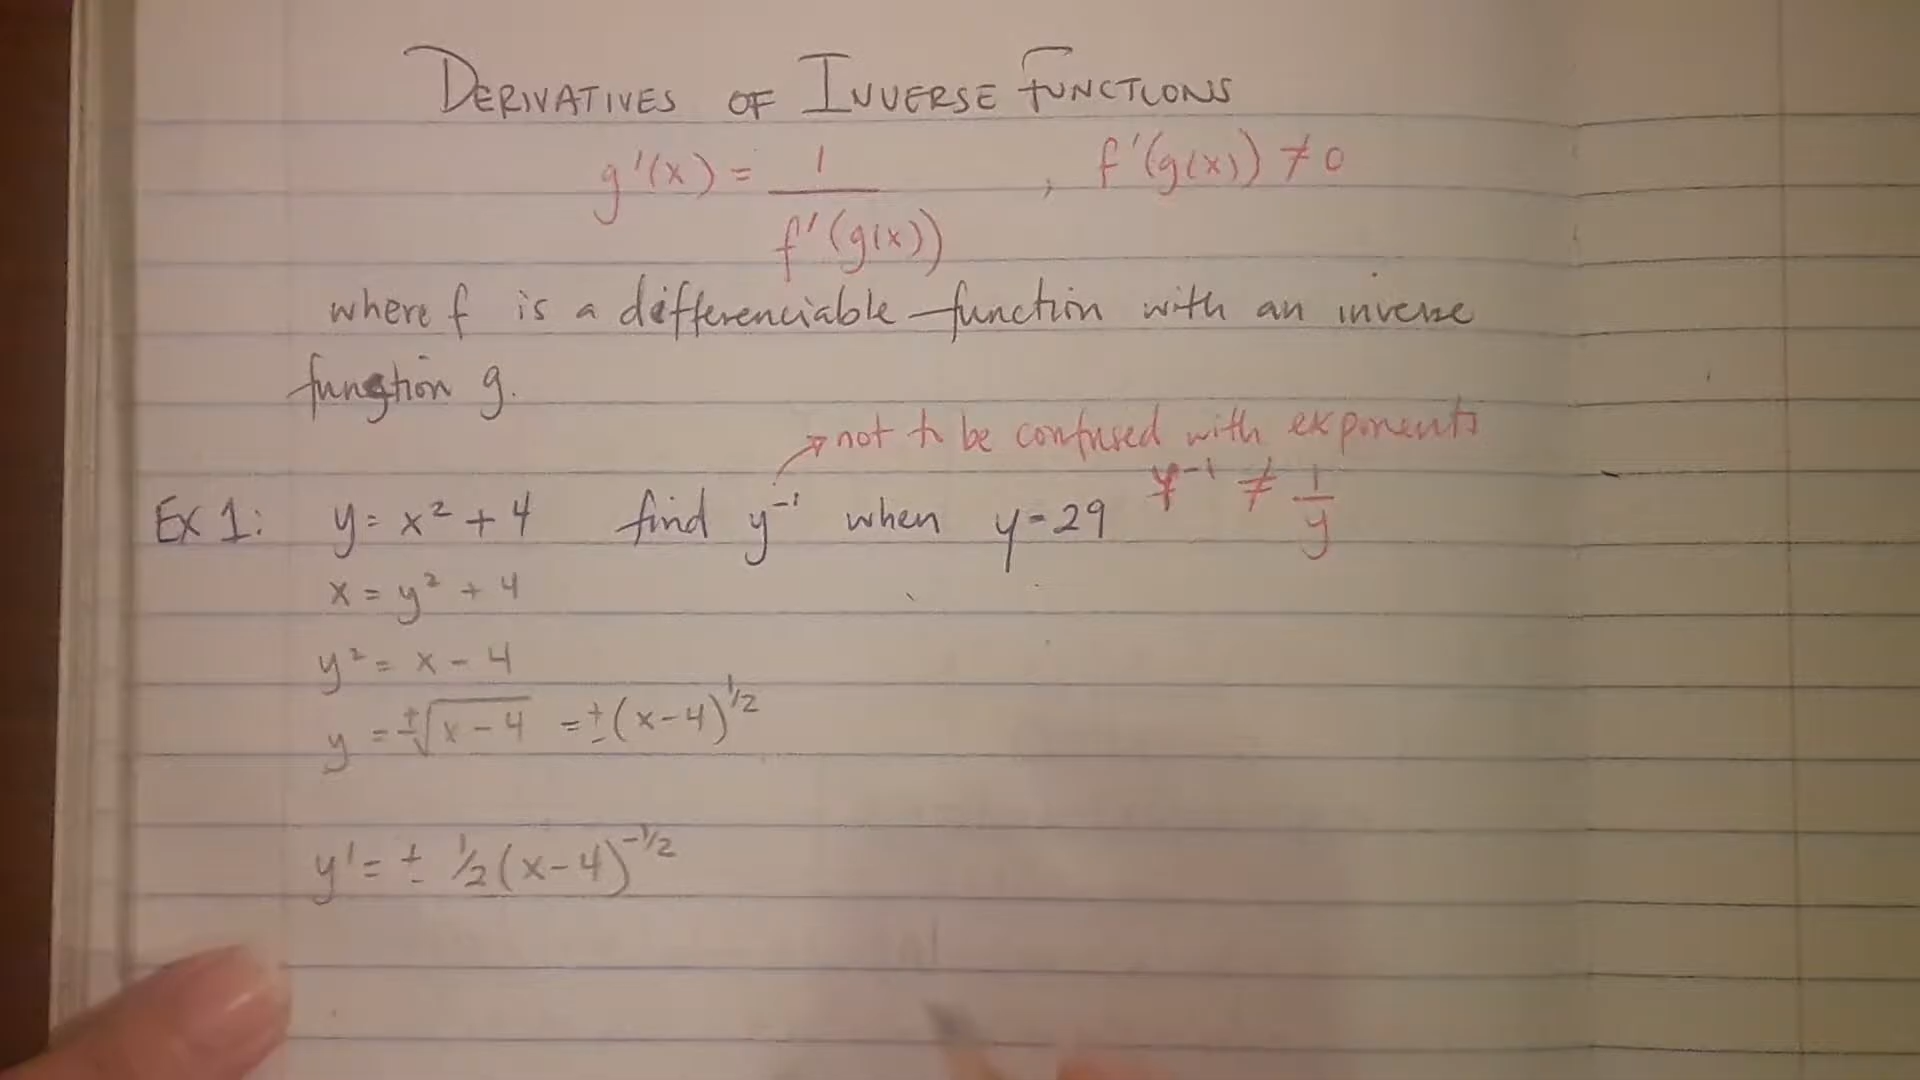 DERIVATIVES OF INVERSE FUNCTIONS
g'(x) = 1 / f'(g(x)) , f'(g(x)) ≠ 0
where f is a differenciable function with an inverse
function g.
→ not to be confused with exponents
Ex 1: y = x² + 4 find y⁻¹ when y = 29 y⁻¹ ≠ 1/y
x = y² + 4
y² = x - 4
y = ±√(x - 4) = ±(x - 4)^1/2
y' = ± 1/2 (x - 4)^-1/2